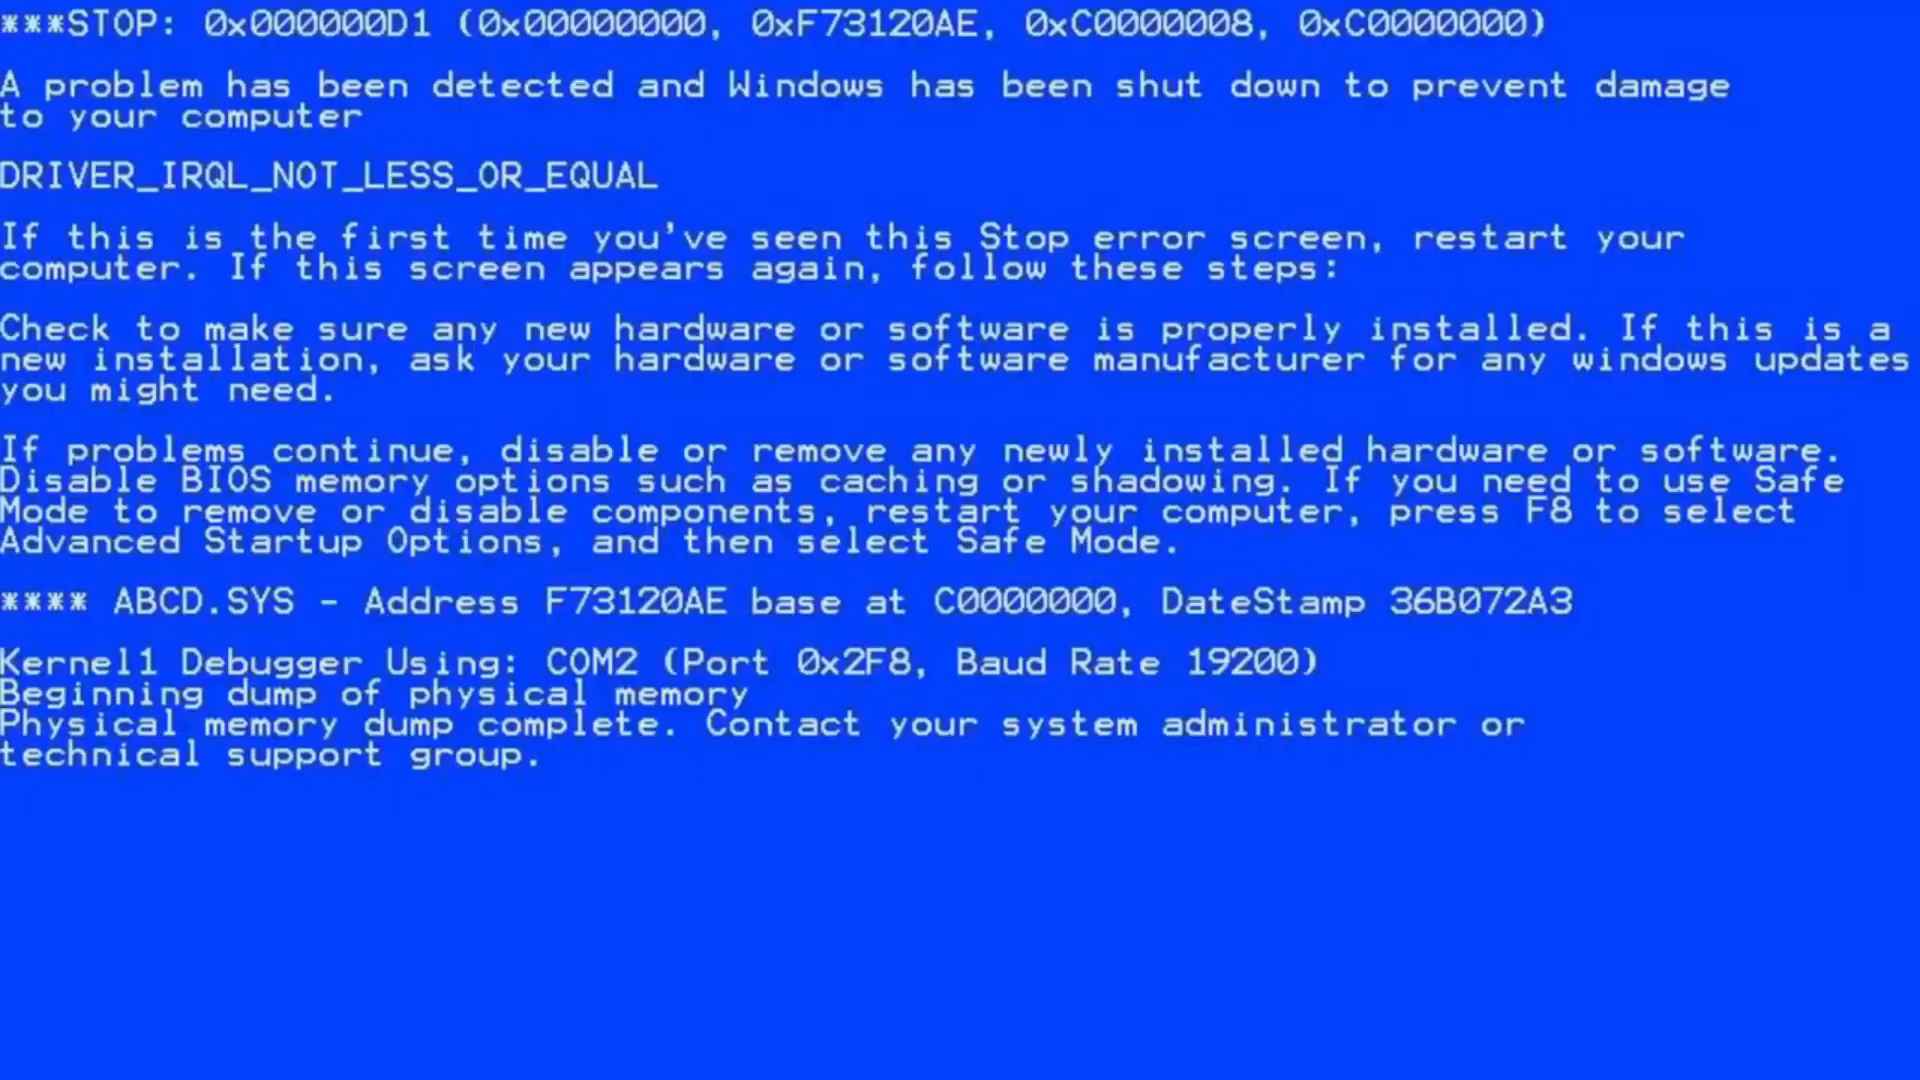 ***STOP: 0x000000D1 (0x00000000, 0xF73120AE, 0xC0000008, 0xC0000000)
A problem has been detected and Windows has been shut down to prevent damage
to your computer
DRIVER_IRQL_NOT_LESS_OR_EQUAL
If this is the first time you've seen this Stop error screen, restart your
computer. If this screen appears again, follow these steps:
Check to make sure any new hardware or software is properly installed. If this is a
new installation, ask your hardware or software manufacturer for any windows updates
you might need.
If problems continue, disable or remove any newly installed hardware or software.
Disable BIOS memory options such as caching or shadowing. If you need to use Safe
Mode to remove or disable components, restart your computer, press F8 to select
Advanced Startup Options, and then select Safe Mode.
**** ABCD.SYS - Address F73120AE base at C0000000, DateStamp 36B072A3
Kernel1 Debugger Using: COM2 (Port 0x2F8, Baud Rate 19200)
Beginning dump of physical memory
Physical memory dump complete. Contact your system administrator or
technical support group.